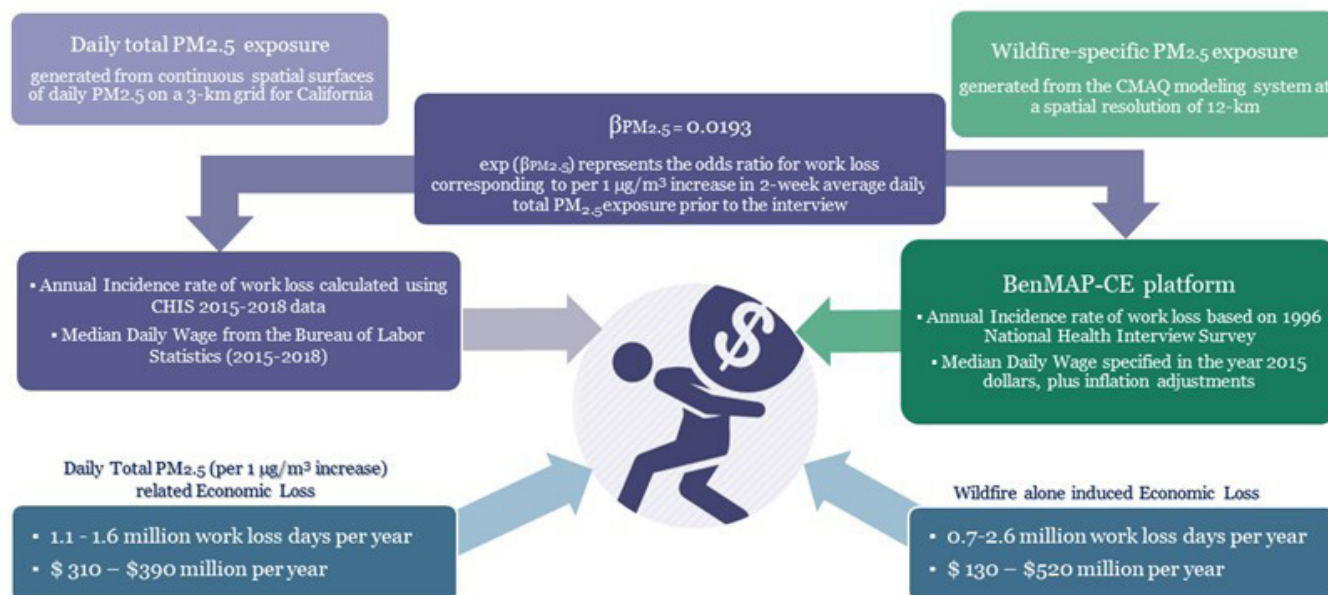 Daily total PM2.5 exposure
generated from continuous spatial surfaces
of daily PM2.5 on a 3-km grid for California
Wildfire-specific PM2.5 exposure
generated from the CMAQ modeling system at
a spatial resolution of 12-km
βPM2.5 = 0.0193
exp (βPM2.5) represents the odds ratio for work loss
corresponding to per 1 µg/m³ increase in 2-week average daily
total PM₂.₅ exposure prior to the interview
▪ Annual Incidence rate of work loss calculated using
CHIS 2015-2018 data
▪ Median Daily Wage from the Bureau of Labor
Statistics (2015-2018)
$
BenMAP-CE platform
▪ Annual Incidence rate of work loss based on 1996
National Health Interview Survey
▪ Median Daily Wage specified in the year 2015
dollars, plus inflation adjustments
Daily Total PM2.5 (per 1 µg/m³ increase)
related Economic Loss
▪ 1.1 - 1.6 million work loss days per year
▪ $ 310 – $390 million per year
Wildfire alone induced Economic Loss
▪ 0.7-2.6 million work loss days per year
▪ $ 130 – $520 million per year